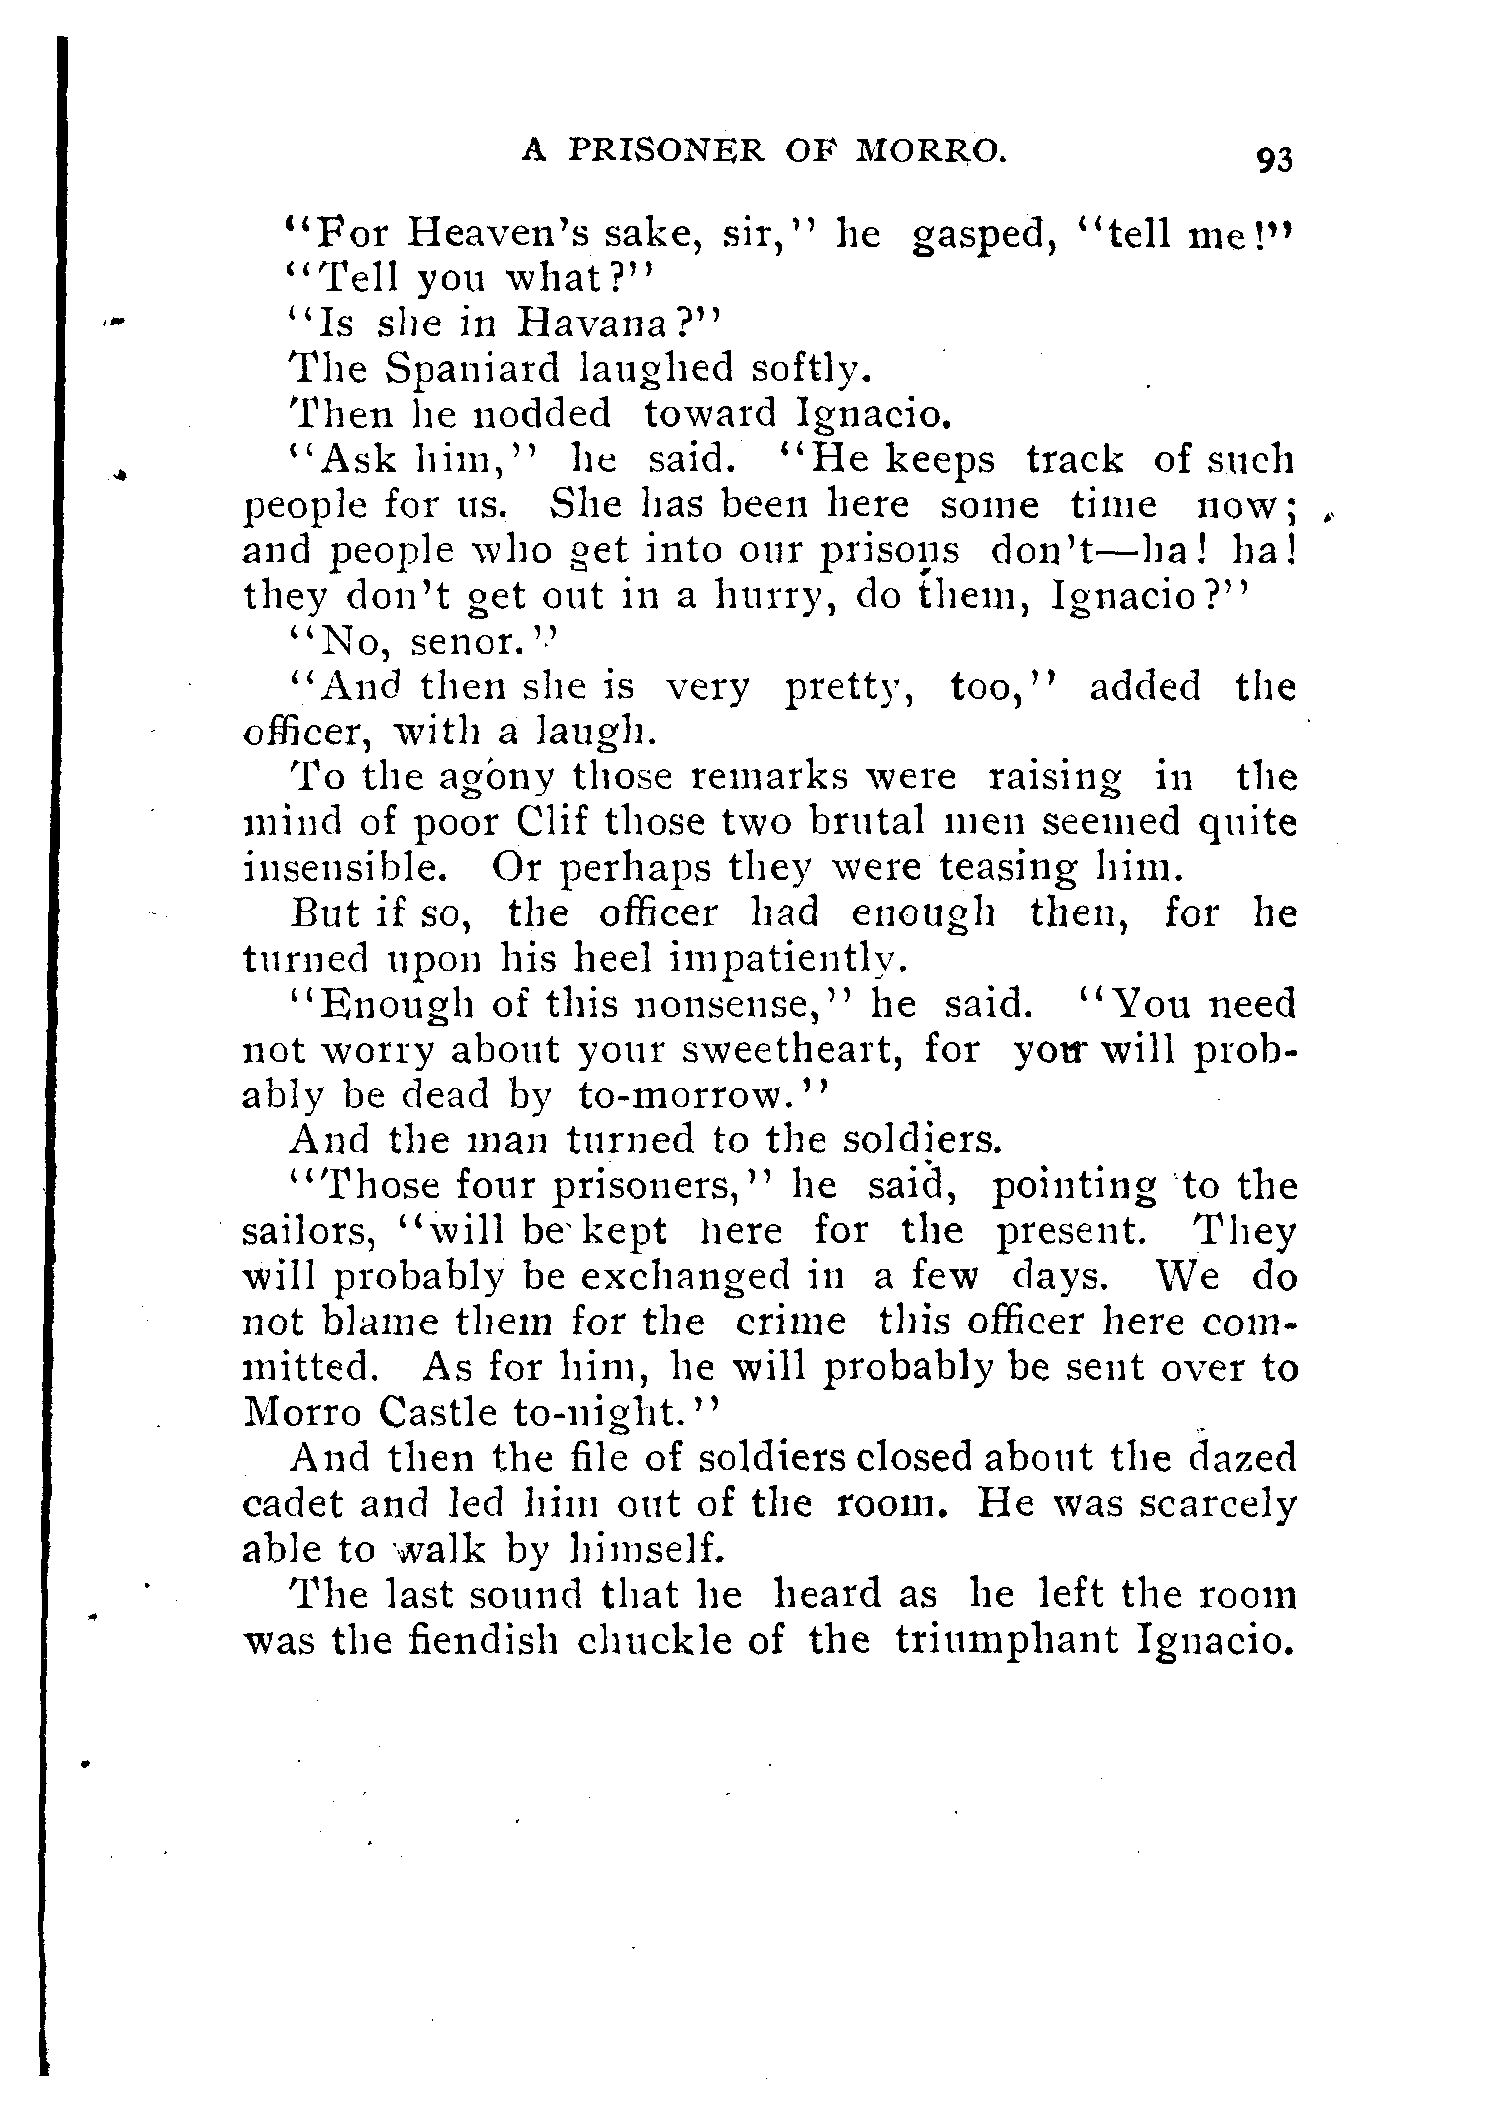 A PRISONER OF MORRO. 93
"For Heaven's sake, sir," he gasped, "tell me!"
"Tell you what?"
"Is she in Havana?"
The Spaniard laughed softly.
Then he nodded toward Ignacio.
"Ask him," he said. "He keeps track of such
people for us. She has been here some time now;
and people who get into our prisons don't—ha! ha!
they don't get out in a hurry, do them, Ignacio?"
"No, senor."
"And then she is very pretty, too," added the
officer, with a laugh.
To the agony those remarks were raising in the
mind of poor Clif those two brutal men seemed quite
insensible. Or perhaps they were teasing him.
But if so, the officer had enough then, for he
turned upon his heel impatiently.
"Enough of this nonsense," he said. "You need
not worry about your sweetheart, for you will prob-
ably be dead by to-morrow."
And the man turned to the soldiers.
"Those four prisoners," he said, pointing to the
sailors, "will be kept here for the present. They
will probably be exchanged in a few days. We do
not blame them for the crime this officer here com-
mitted. As for him, he will probably be sent over to
Morro Castle to-night."
And then the file of soldiers closed about the dazed
cadet and led him out of the room. He was scarcely
able to walk by himself.
The last sound that he heard as he left the room
was the fiendish chuckle of the triumphant Ignacio.